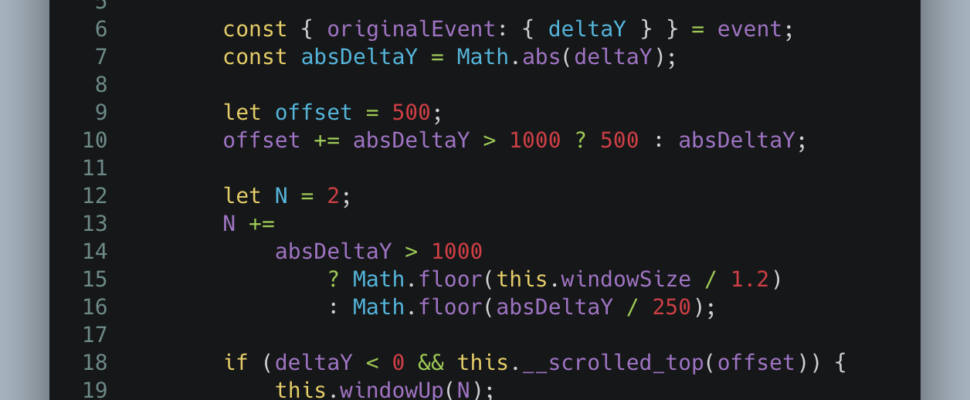 5
6 const { originalEvent: { deltaY } } = event;
7 const absDeltaY = Math.abs(deltaY);
8
9 let offset = 500;
10 offset += absDeltaY > 1000 ? 500 : absDeltaY;
11
12 let N = 2;
13 N +=
14 absDeltaY > 1000
15 ? Math.floor(this.windowSize / 1.2)
16 : Math.floor(absDeltaY / 250);
17
18 if (deltaY < 0 && this.__scrolled_top(offset)) {
19 this.windowUp(N);